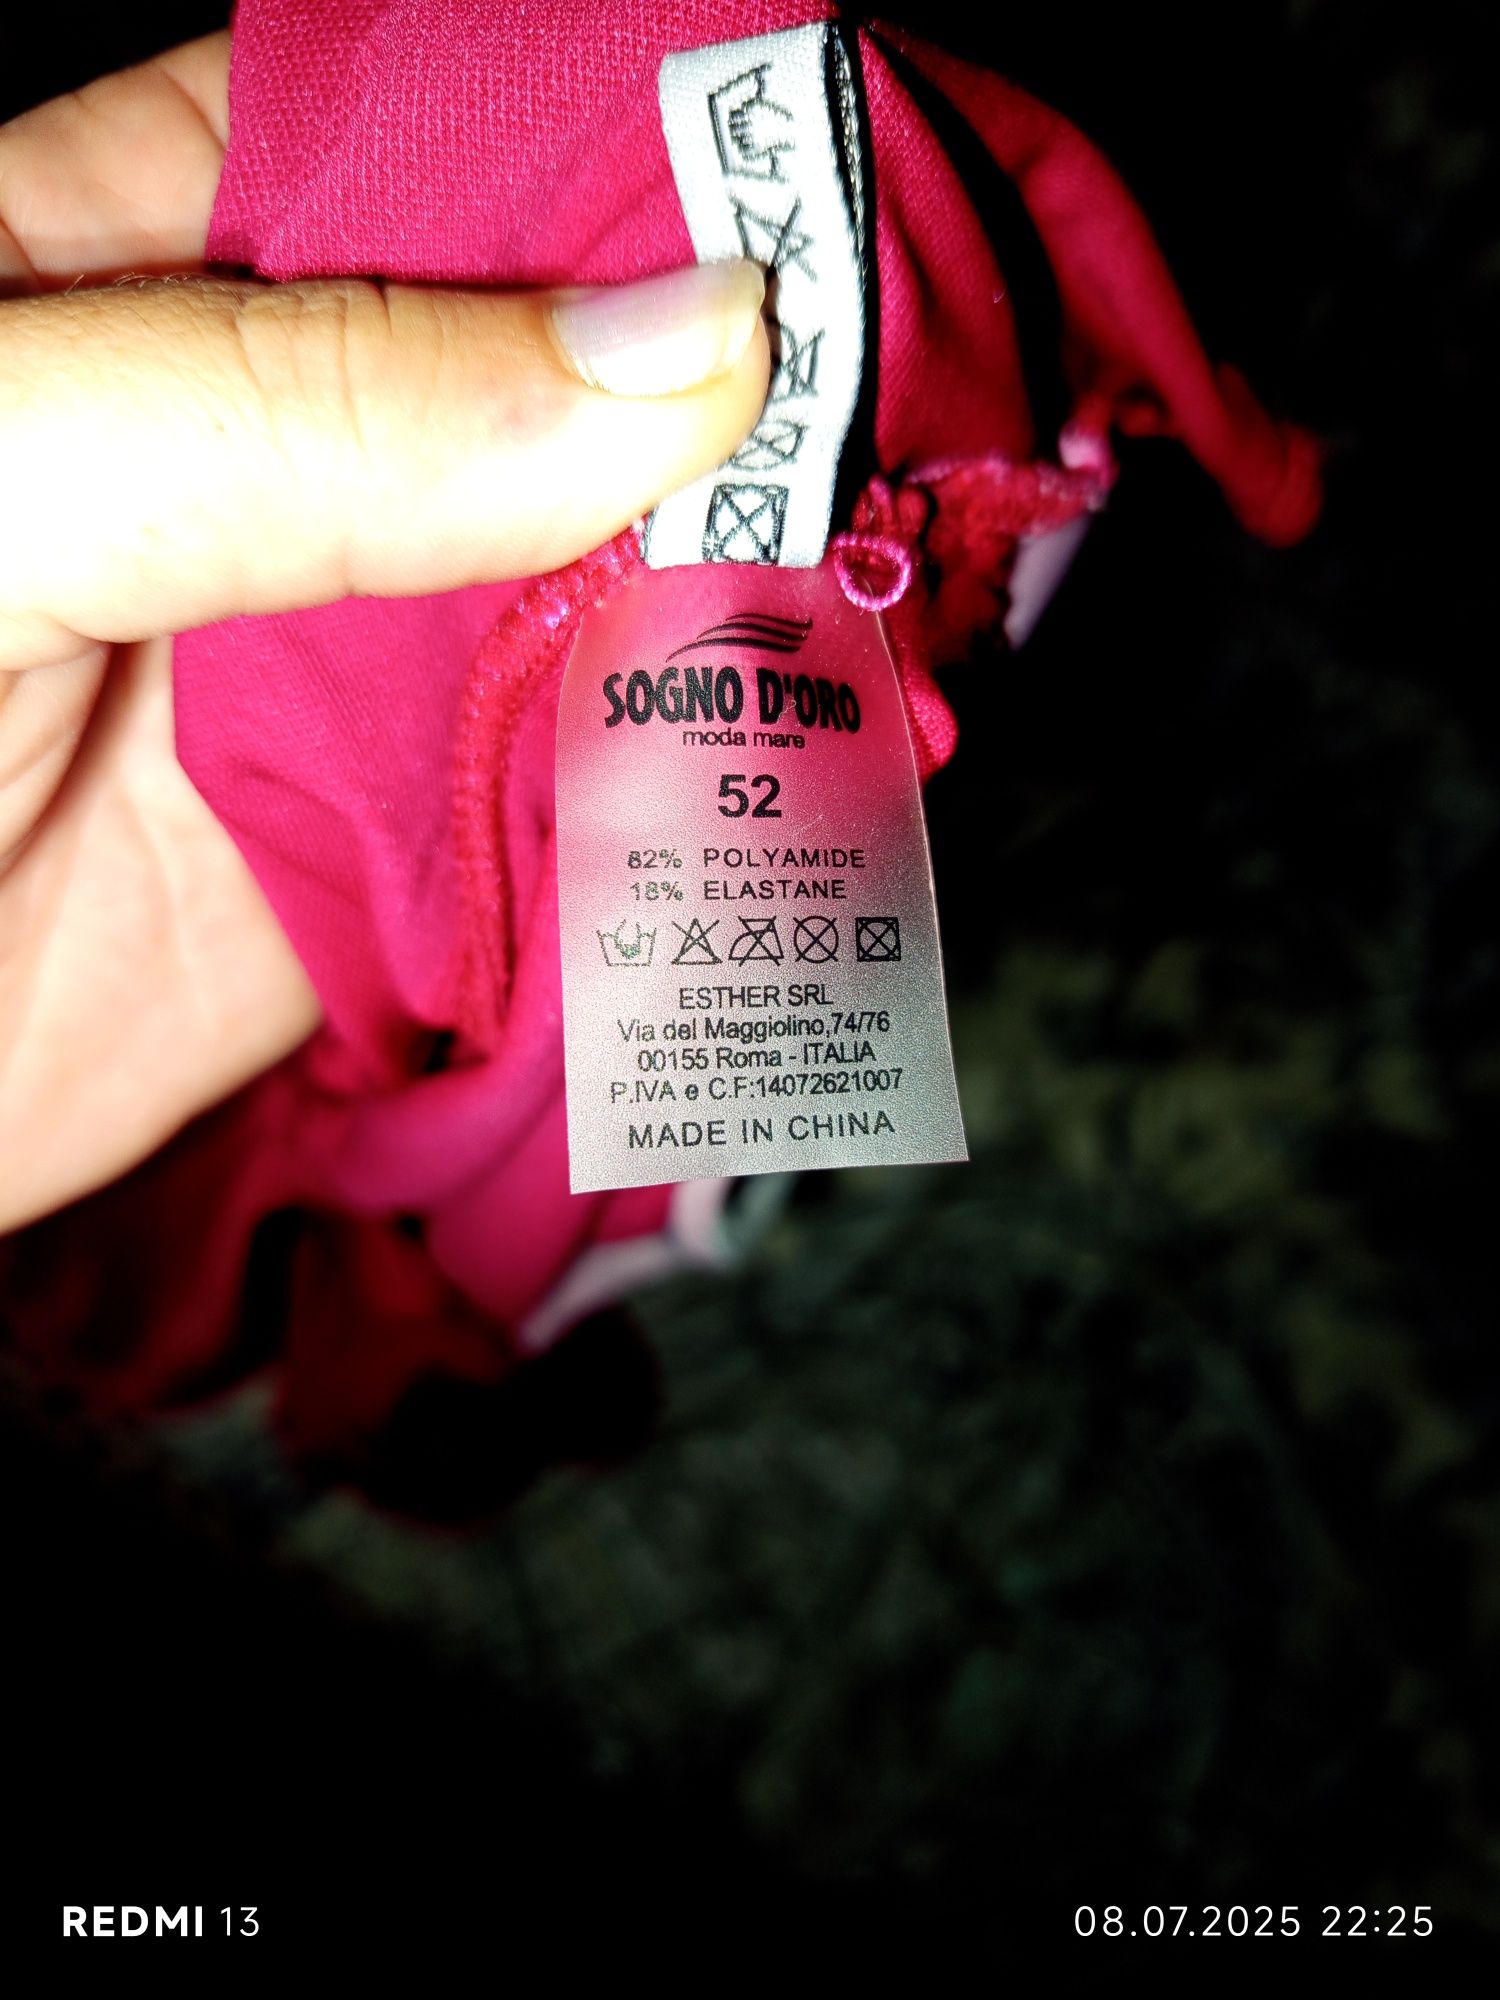 SOGNO D'ORO
moda mare
52
82% POLYAMIDE
18% ELASTANE
ESTHER SRL
Via del Maggiolino,74/76
00155 Roma - ITALIA
P.IVA e C.F:14072621007
MADE IN CHINA
REDMI 13
08.07.2025 22:25